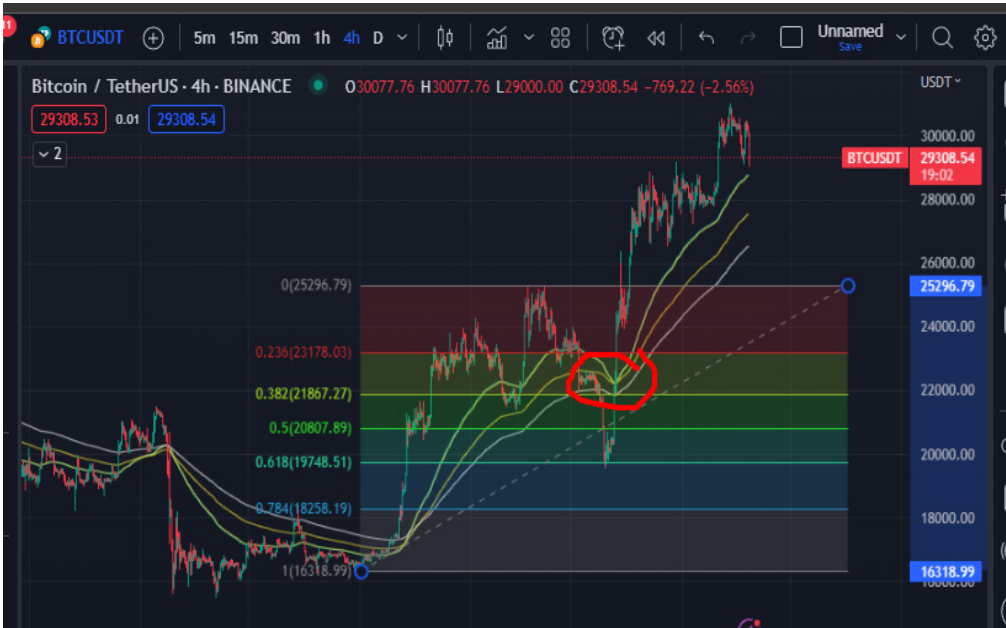 11
BTCUSDT 5m 15m 30m 1h 4h D Unnamed
Save
Bitcoin / TetherUS · 4h · BINANCE O30077.76 H30077.76 L29000.00 C29308.54 −769.22 (−2.56%)
USDT
29308.53 0.01 29308.54
2
30000.00
BTCUSDT 29308.54
19:02
28000.00
26000.00
0(25296.79) 25296.79
24000.00
0.236(23178.03)
0.382(21867.27) 22000.00
0.5(20807.89)
20000.00
0.618(19748.51)
0.784(18258.19)
18000.00
1(16318.99) 16318.99
16000.00